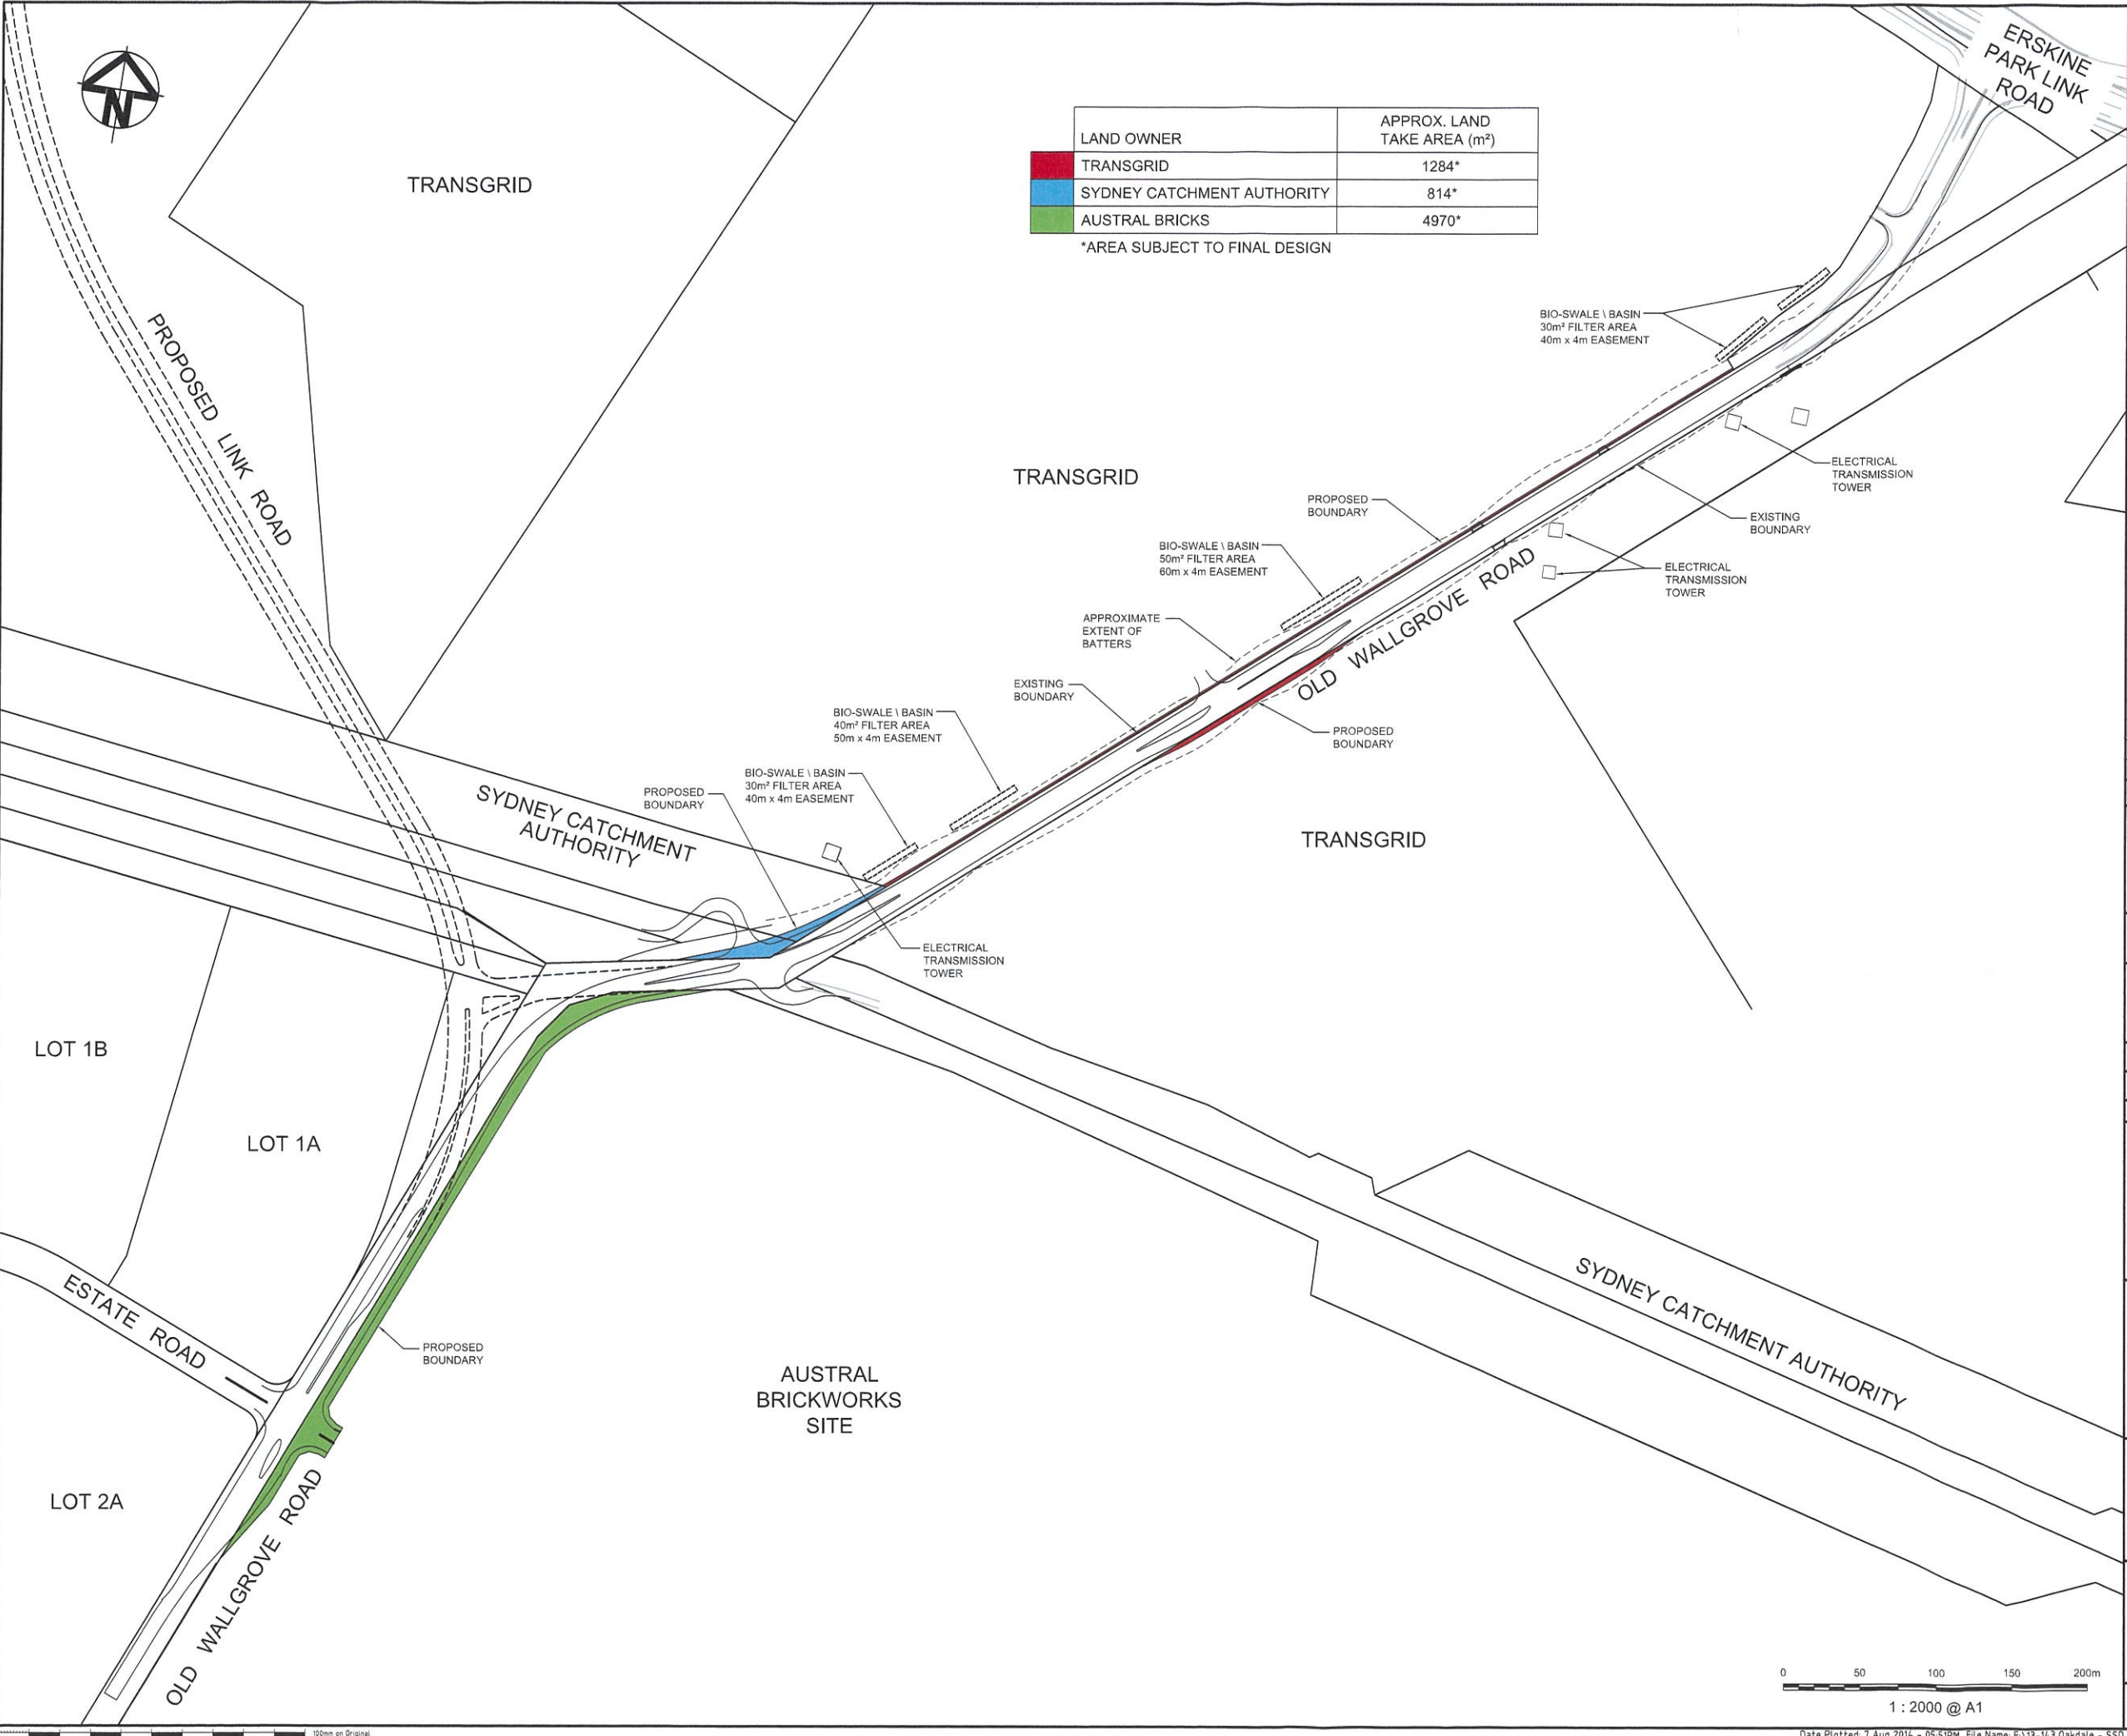 ERSKINE
PARK LINK
ROAD
N
LAND OWNER
APPROX. LAND
TAKE AREA (m²)
TRANSGRID
1284*
SYDNEY CATCHMENT AUTHORITY
814*
AUSTRAL BRICKS
4970*
*AREA SUBJECT TO FINAL DESIGN
TRANSGRID
PROPOSED LINK ROAD
BIO-SWALE \ BASIN
30m² FILTER AREA
40m x 4m EASEMENT
TRANSGRID
ELECTRICAL
TRANSMISSION
TOWER
PROPOSED
BOUNDARY
EXISTING
BOUNDARY
BIO-SWALE \ BASIN
50m² FILTER AREA
60m x 4m EASEMENT
ELECTRICAL
TRANSMISSION
TOWER
OLD WALLGROVE ROAD
APPROXIMATE
EXTENT OF
BATTERS
EXISTING
BOUNDARY
BIO-SWALE \ BASIN
40m² FILTER AREA
50m x 4m EASEMENT
PROPOSED
BOUNDARY
BIO-SWALE \ BASIN
30m² FILTER AREA
40m x 4m EASEMENT
PROPOSED
BOUNDARY
SYDNEY CATCHMENT
AUTHORITY
TRANSGRID
ELECTRICAL
TRANSMISSION
TOWER
LOT 1B
LOT 1A
ESTATE ROAD
PROPOSED
BOUNDARY
AUSTRAL
BRICKWORKS
SITE
SYDNEY CATCHMENT AUTHORITY
LOT 2A
OLD WALLGROVE ROAD
0 50 100 150 200m
1 : 2000 @ A1
100mm on Original